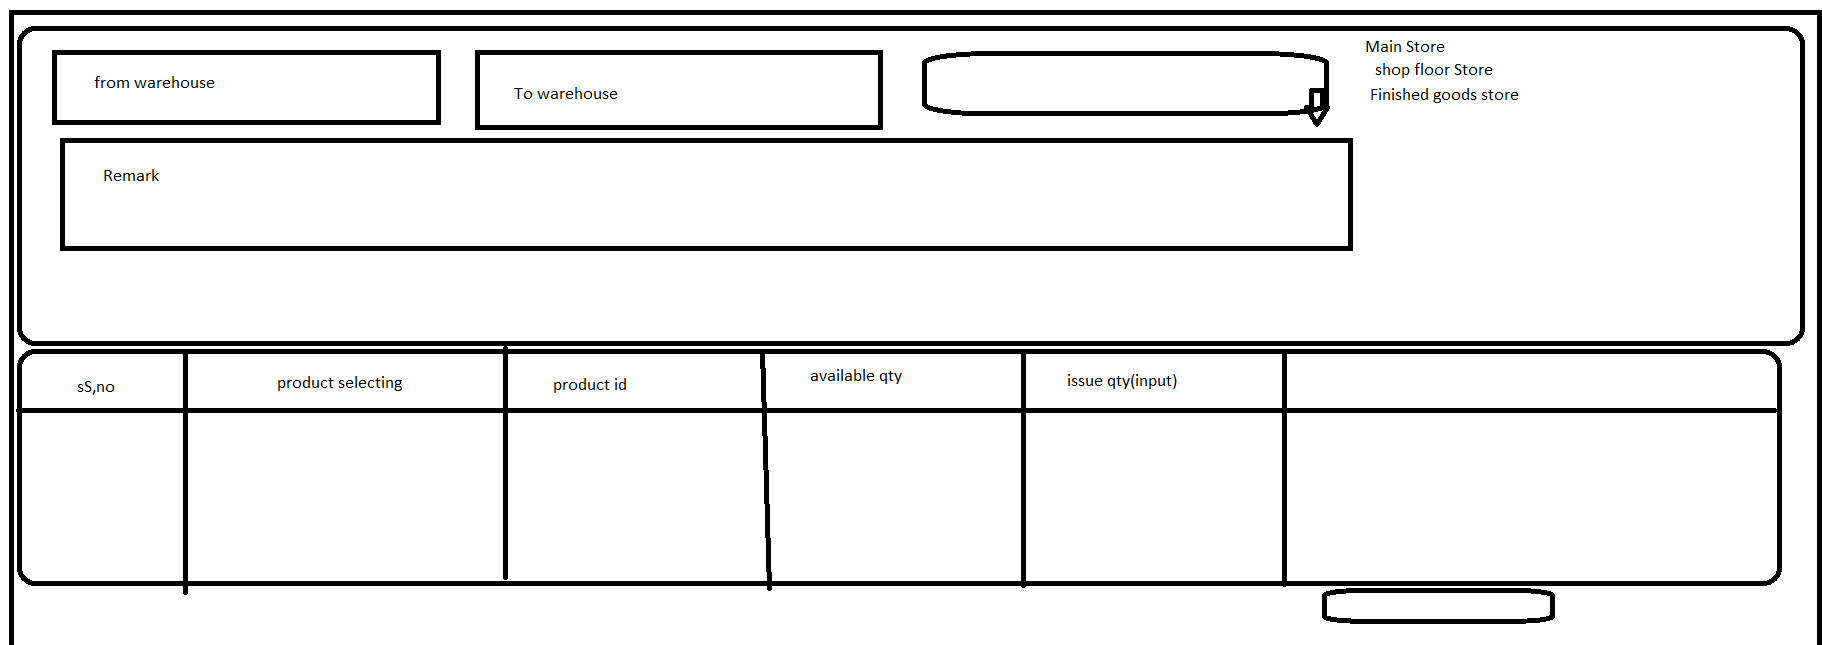 from warehouse
To warehouse
Main Store
shop floor Store
Finished goods store
Remark
sS,no
product selecting
product id
available qty
issue qty(input)